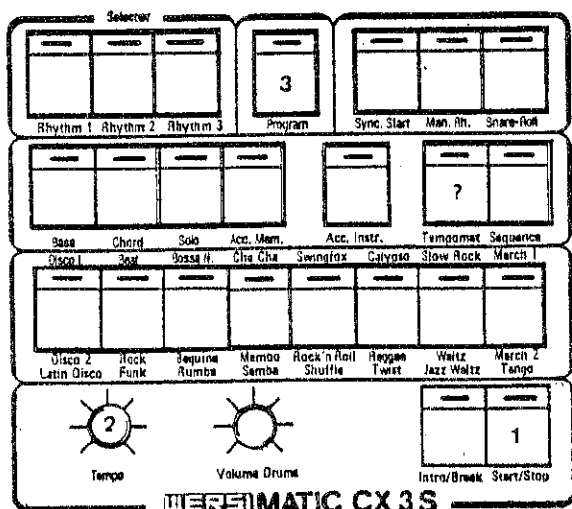 Selector
3
Rhythm 1 Rhythm 2 Rhythm 3 Program Sync. Start Man. Rh. Snare-Roll
?
Bass Chord Solo Acc. Mem. Acc. Instr. Tempomat Sequence
Disco 1 Beat Bossa N. Cha Cha Swingfox Calypso Slow Rock March 1
Disco 2 Rock Beguine Mambo Rock'n Roll Reggae Waltz March 2
Latin Disco Funk Rumba Samba Shuffle Twist Jazz Waltz Tango
2 1
Tempo Volume Drums Intro/Break Start/Stop
WERSIMATIC CX 3 S